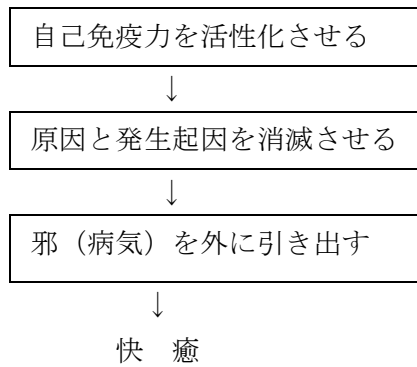 自己免疫力を活性化させる
↓
原因と発生起因を消滅させる
↓
邪（病気）を外に引き出す
↓
快　癒